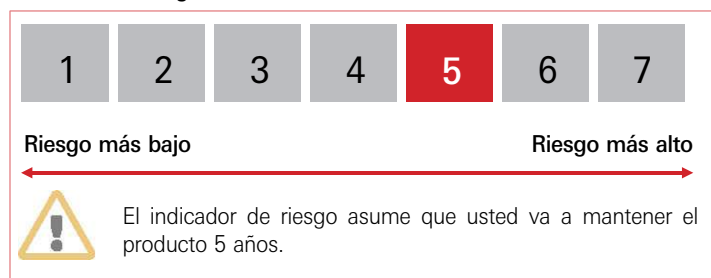 1 2 3 4 5 6 7
Riesgo más bajo Riesgo más alto
El indicador de riesgo asume que usted va a mantener el
producto 5 años.